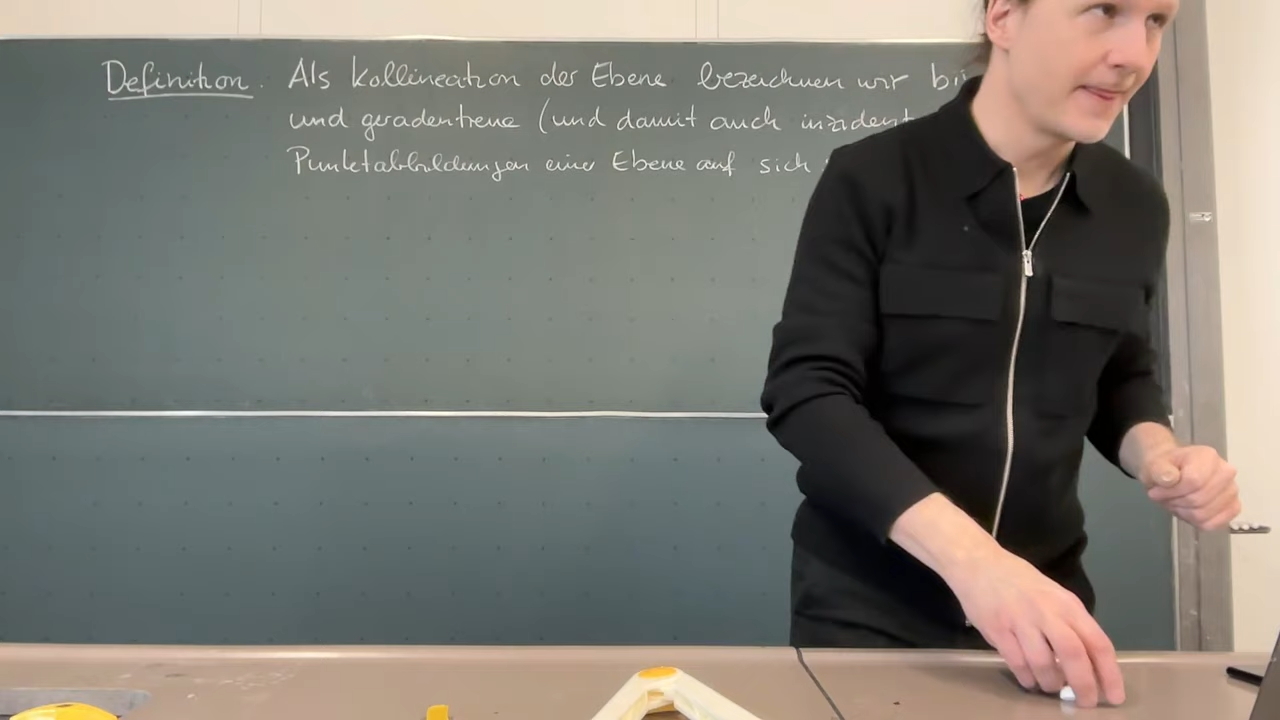 Definition. Als Kollineation der Ebene bezeichnen wir bi
und geradentreue (und damit auch inzident
Punktabbildungen einer Ebene auf sich